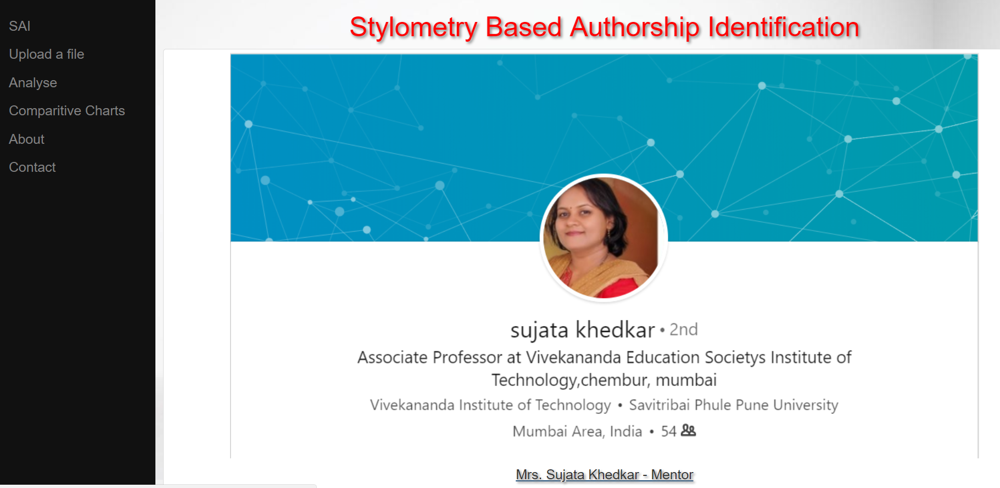 SAI
Upload a file
Analyse
Comparitive Charts
About
Contact
Stylometry Based Authorship Identification
sujata khedkar • 2nd
Associate Professor at Vivekananda Education Societys Institute of
Technology,chembur, mumbai
Vivekananda Institute of Technology • Savitribai Phule Pune University
Mumbai Area, India • 54
Mrs. Sujata Khedkar - Mentor